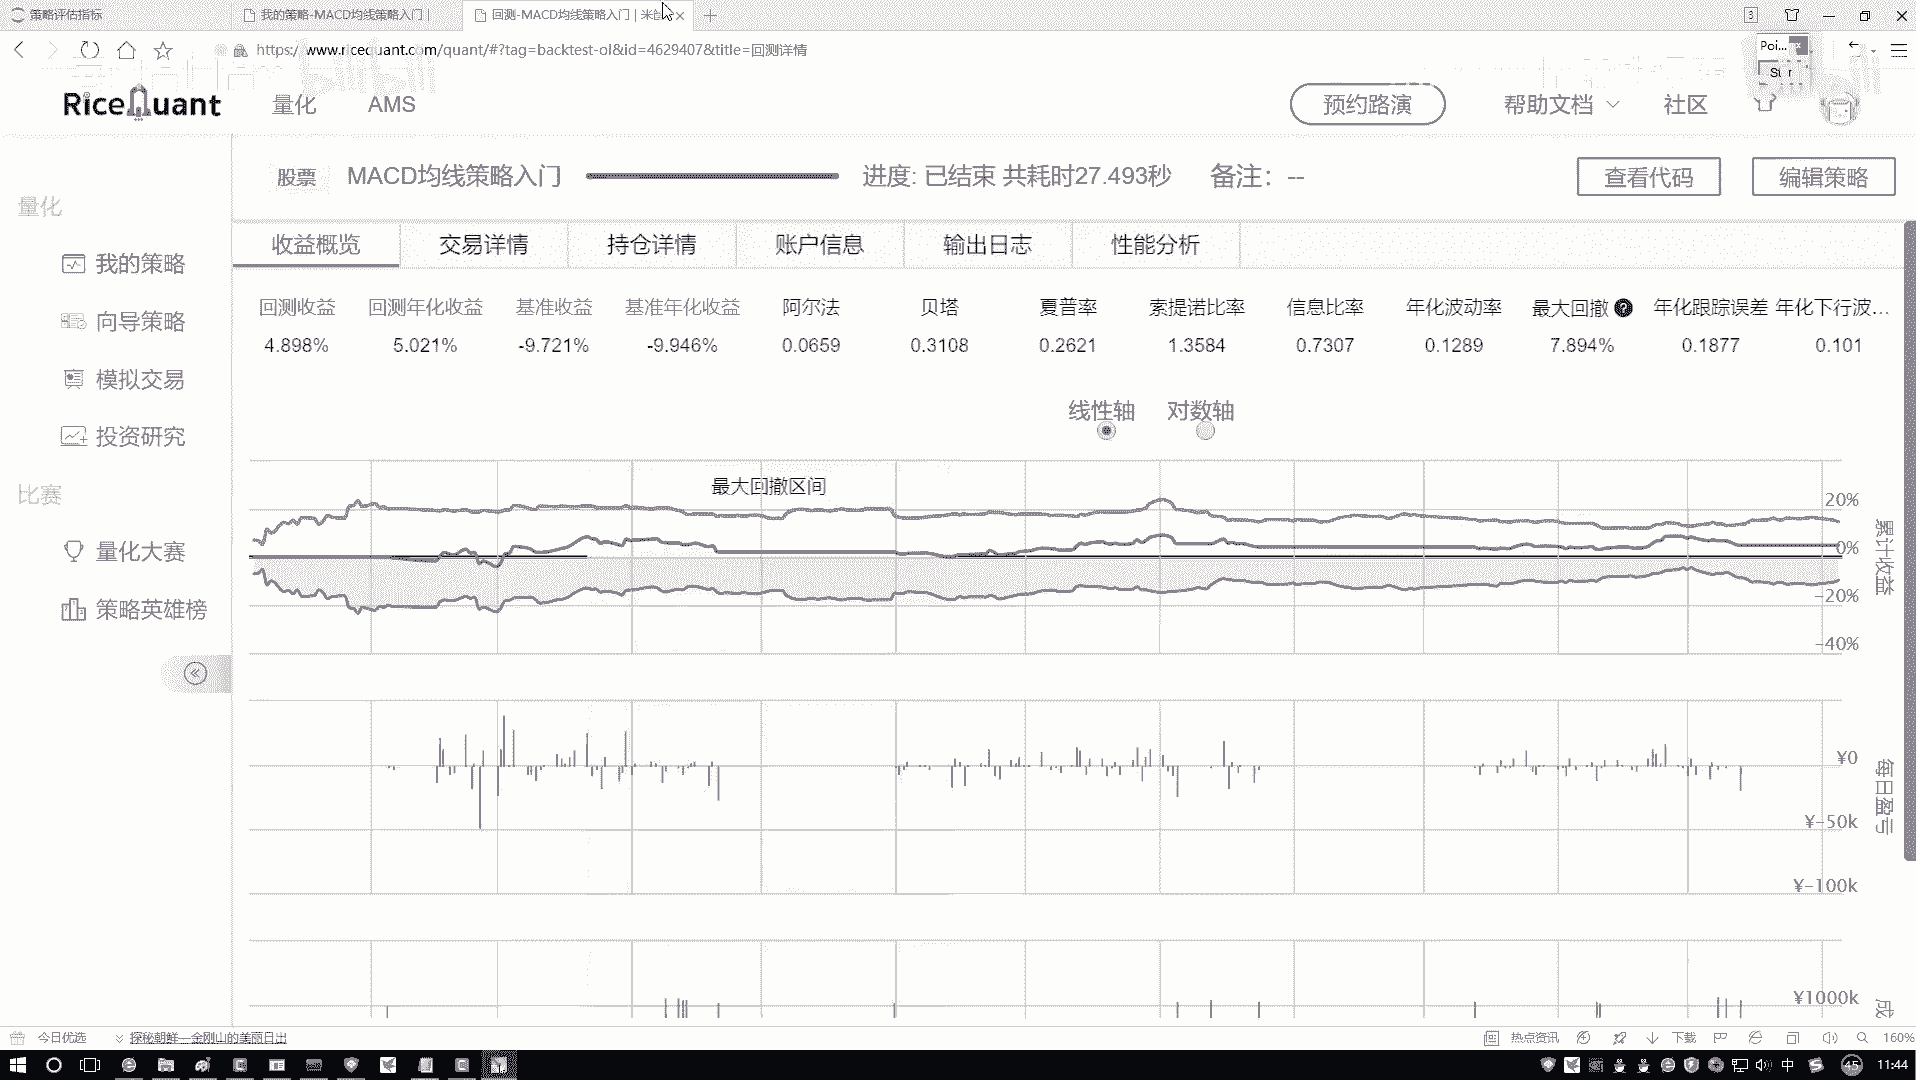 策略评估指标
我的策略-MACD均线策略入门 |
回测-MACD均线策略入门 | 米
3
https://www.ricequant.com/quant/#?tag=backtest-ol&id=4629407&title=回测详情
Poi...
RiceQuant
量化
AMS
预约路演
帮助文档
社区
量化
我的策略
向导策略
模拟交易
投资研究
比赛
量化大赛
策略英雄榜
股票
MACD均线策略入门
进度: 已结束 共耗时27.493秒
备注: --
查看代码
编辑策略
收益概览
交易详情
持仓详情
账户信息
输出日志
性能分析
回测收益 回测年化收益 基准收益 基准年化收益 阿尔法 贝塔 夏普率 索提诺比率 信息比率 年化波动率 最大回撤 年化跟踪误差 年化下行波...
4.898% 5.021% -9.721% -9.946% 0.0659 0.3108 0.2621 1.3584 0.7307 0.1289 7.894% 0.1877 0.101
线性轴 对数轴
最大回撤区间
20%
0%
-20%
-40%
累计收益
¥0
¥-50k
¥-100k
每日盈亏
¥1000k
成
今日优选
探秘朝鲜—金刚山的美丽日出
热点资讯
下载
160%
中
45
11:44